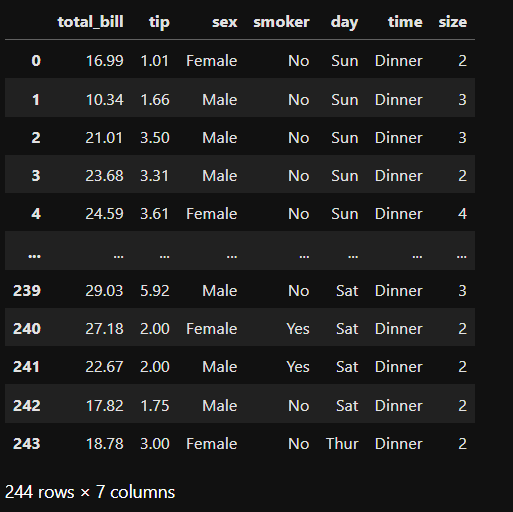 total_bill tip sex smoker day time size
0 16.99 1.01 Female No Sun Dinner 2
1 10.34 1.66 Male No Sun Dinner 3
2 21.01 3.50 Male No Sun Dinner 3
3 23.68 3.31 Male No Sun Dinner 2
4 24.59 3.61 Female No Sun Dinner 4
... ... ... ... ... ... ... ...
239 29.03 5.92 Male No Sat Dinner 3
240 27.18 2.00 Female Yes Sat Dinner 2
241 22.67 2.00 Male Yes Sat Dinner 2
242 17.82 1.75 Male No Sat Dinner 2
243 18.78 3.00 Female No Thur Dinner 2
244 rows × 7 columns